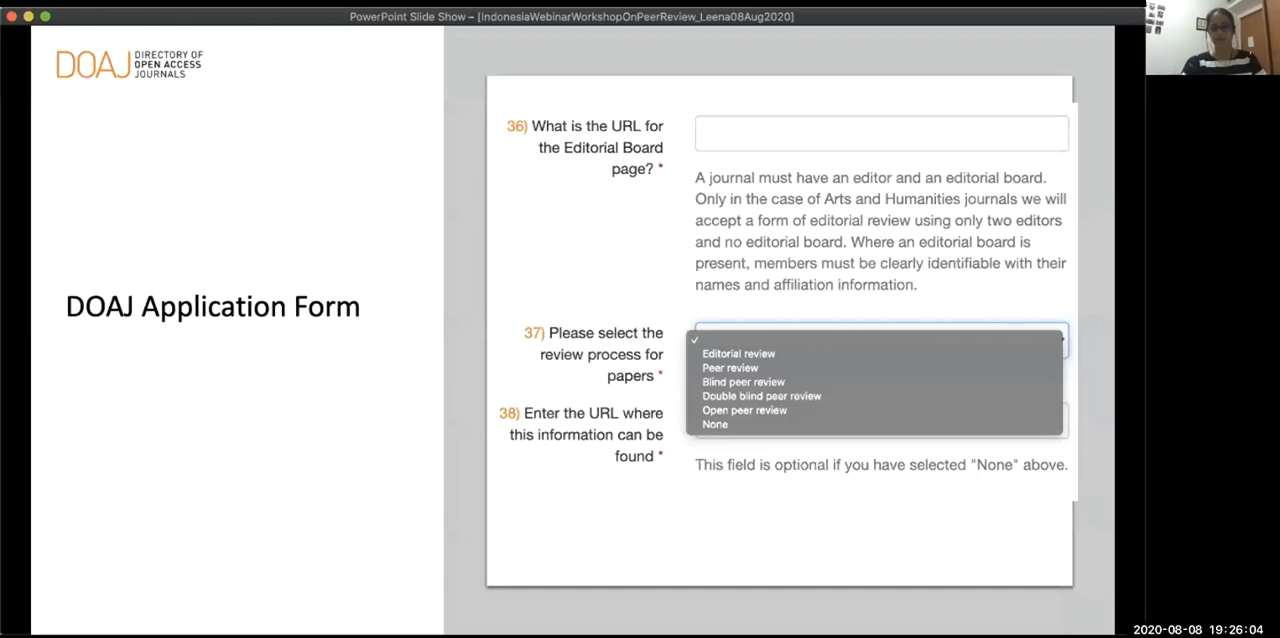 PowerPoint Slide Show – [IndonesiaWebinarWorkshopOnPeerReview_Leena08Aug2020]
DOAJ
DIRECTORY OF
OPEN ACCESS
JOURNALS
DOAJ Application Form
36) What is the URL for
the Editorial Board
page? *
A journal must have an editor and an editorial board.
Only in the case of Arts and Humanities journals we will
accept a form of editorial review using only two editors
and no editorial board. Where an editorial board is
present, members must be clearly identifiable with their
names and affiliation information.
37) Please select the
review process for
papers *
✓
Editorial review
Peer review
Blind peer review
Double blind peer review
Open peer review
None
38) Enter the URL where
this information can be
found *
This field is optional if you have selected "None" above.
2020-08-08 19:26:04